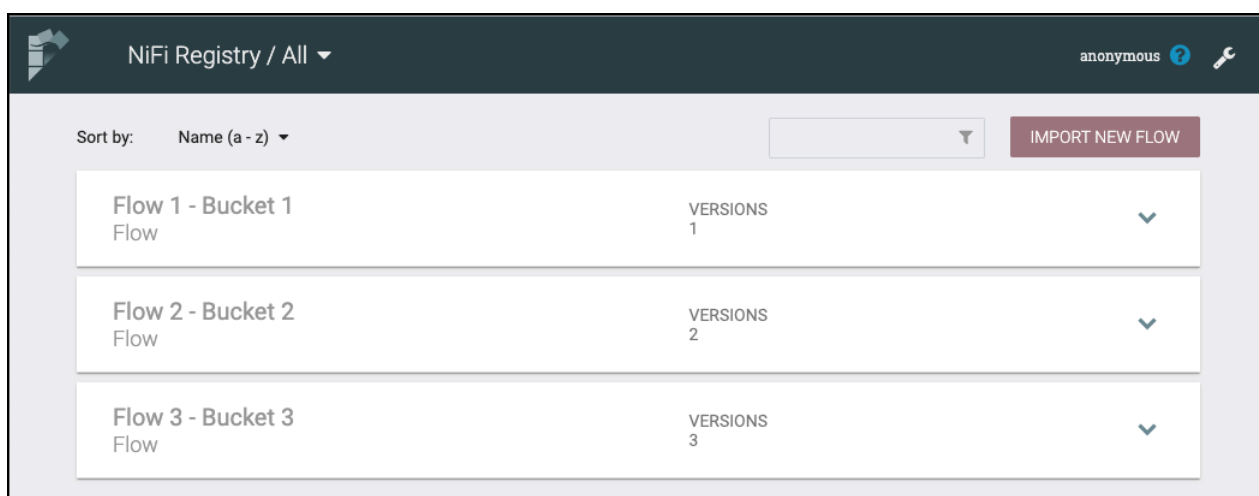 NiFi Registry / All
anonymous
?
Sort by: Name (a - z)
IMPORT NEW FLOW
Flow 1 - Bucket 1
Flow
VERSIONS
1
Flow 2 - Bucket 2
Flow
VERSIONS
2
Flow 3 - Bucket 3
Flow
VERSIONS
3